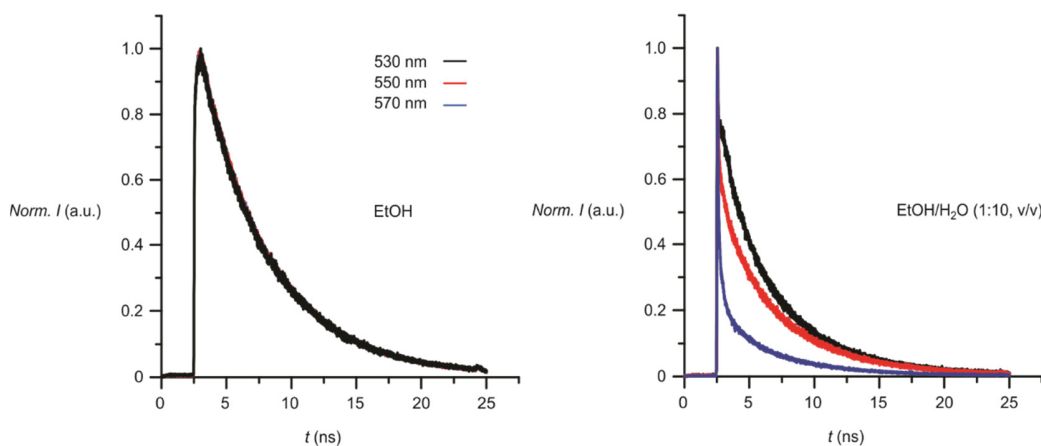 1.0
0.8
0.6
0.4
0.2
0
Norm. I (a.u.)
530 nm
550 nm
570 nm
EtOH
0 5 10 15 20 25
t (ns)
1.0
0.8
0.6
0.4
0.2
0
Norm. I (a.u.)
EtOH/H₂O (1:10, v/v)
0 5 10 15 20 25
t (ns)